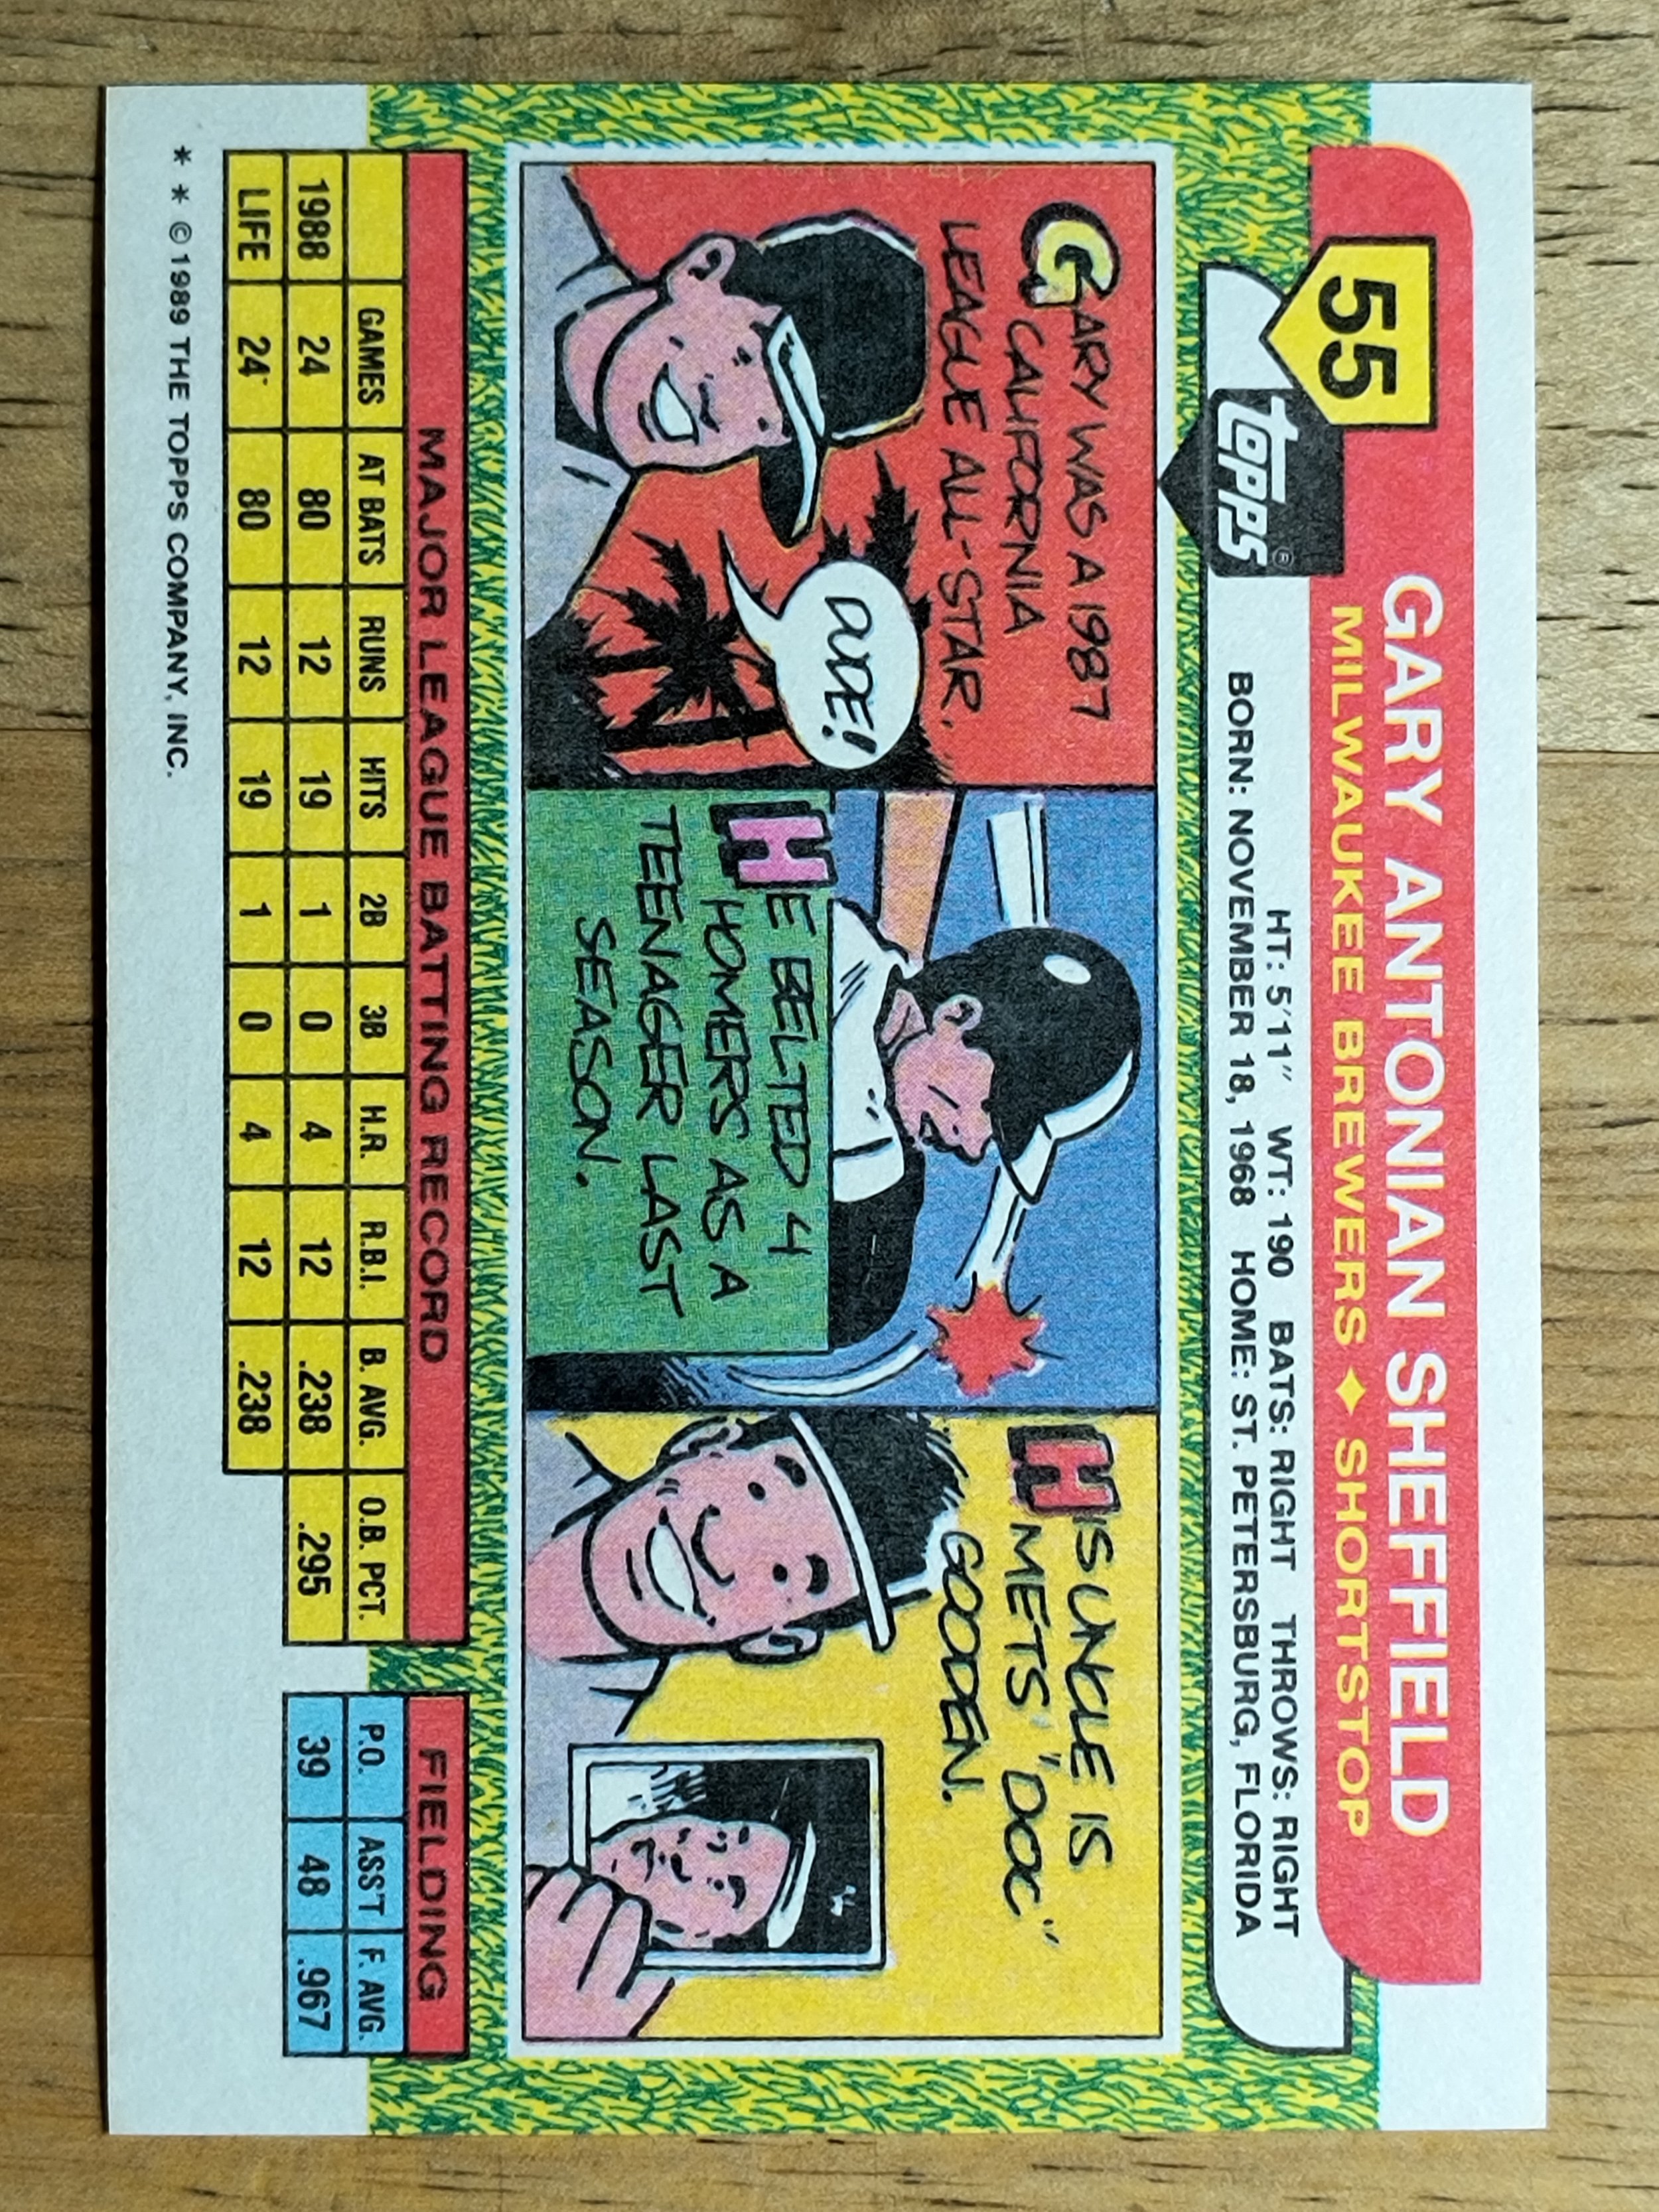 55
GARY ANTONIAN SHEFFIELD
MILWAUKEE BREWERS ♦ SHORTSTOP
TOPPS®
HT: 5'11" WT: 190 BATS: RIGHT THROWS: RIGHT
BORN: NOVEMBER 18, 1968 HOME: ST. PETERSBURG, FLORIDA
GARY WAS A 1987
CALIFORNIA
LEAGUE ALL-STAR.
DUDE!
HE BELTED 4
HOMERS AS A
TEENAGER LAST
SEASON.
HIS UNCLE IS
METS' "DOC"
GOODEN.
MAJOR LEAGUE BATTING RECORD
GAMES AT BATS RUNS HITS 2B 3B H.R. R.B.I. B. AVG. O.B. PCT.
1988 24 80 12 19 1 0 4 12 .238 .295
LIFE 24 80 12 19 1 0 4 12 .238
FIELDING
P.O. AS'T F. AVG.
39 48 .967
* * © 1989 THE TOPPS COMPANY, INC.